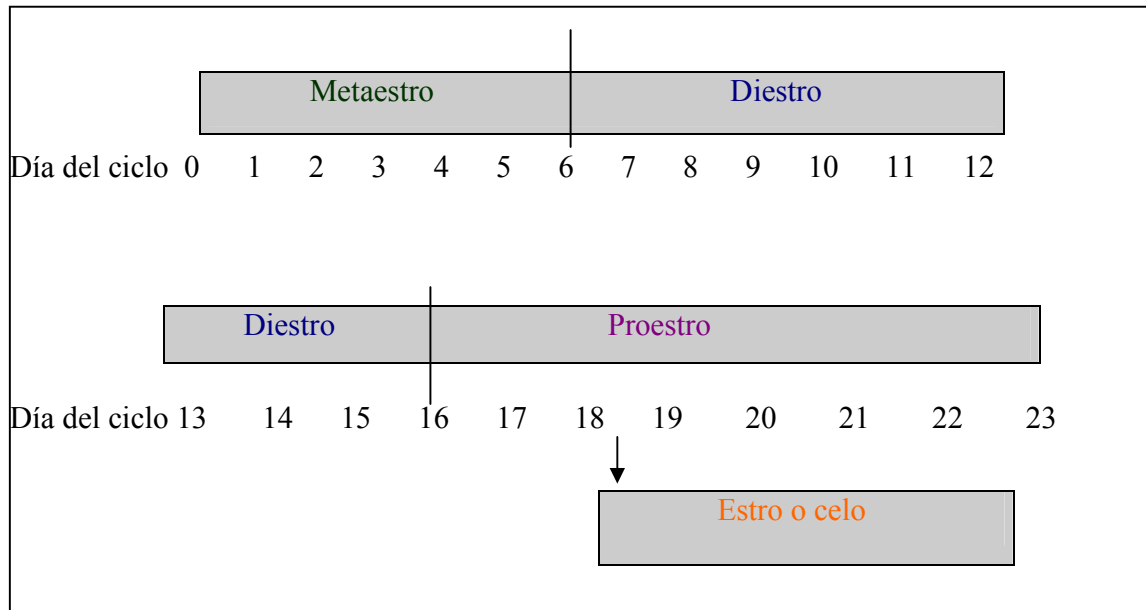 Metaestro Diestro
Día del ciclo 0 1 2 3 4 5 6 7 8 9 10 11 12
Diestro Proestro
Día del ciclo 13 14 15 16 17 18 19 20 21 22 23
Estro o celo